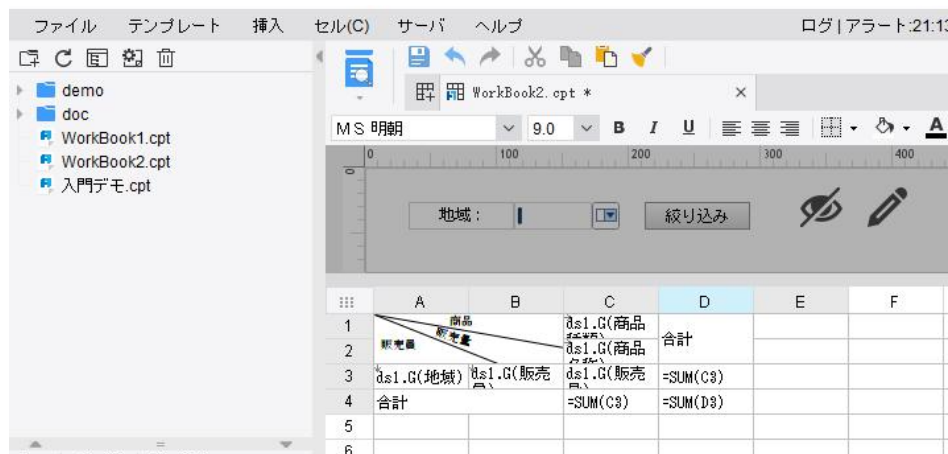 ファイル テンプレート 挿入 セル(C) サーバ ヘルプ ログ | アラート:21:13
demo
doc
WorkBook1.cpt
WorkBook2.cpt
入門デモ.cpt
WorkBook2.cpt *
MS 明朝 9.0 B I U A
0 100 200 300 400
0
地域: 絞り込み
A B C D E F
1 商品 ds1.G(商品 合計
販売量
2 販売員 ds1.G(商品
3 ds1.G(地域) ds1.G(販売 ds1.G(販売 =SUM(C3)
4 合計 =SUM(C3) =SUM(D3)
5
6